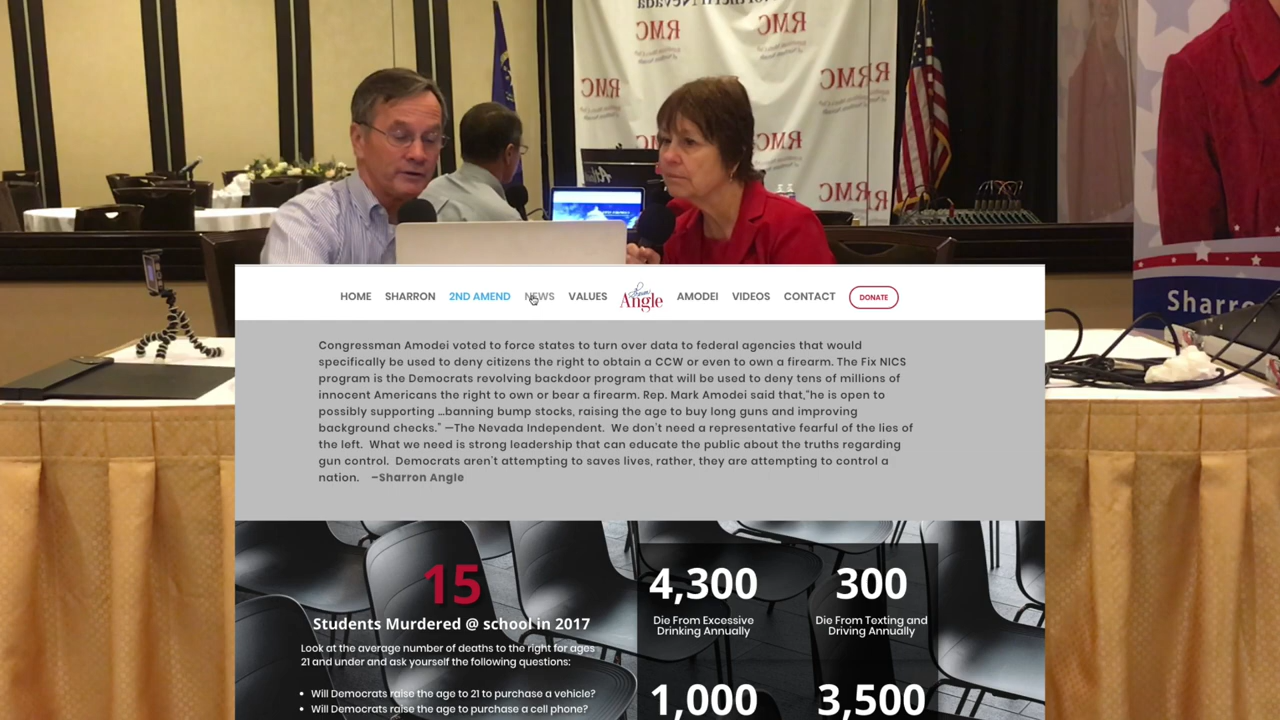 RMC
RMC
RMC
RMC
RMC
RMC
Sharro
HOME SHARRON 2ND AMEND NEWS VALUES Angle AMODEI VIDEOS CONTACT DONATE
Congressman Amodei voted to force states to turn over data to federal agencies that would
specifically be used to deny citizens the right to obtain a CCW or even to own a firearm. The Fix NICS
program is the Democrats revolving backdoor program that will be used to deny tens of millions of
innocent Americans the right to own or bear a firearm. Rep. Mark Amodei said that,"he is open to
possibly supporting ...banning bump stocks, raising the age to buy long guns and improving
background checks." —The Nevada Independent.  We don't need a representative fearful of the lies of
the left.  What we need is strong leadership that can educate the public about the truths regarding
gun control.  Democrats aren't attempting to saves lives, rather, they are attempting to control a
nation.    –Sharron Angle
15
Students Murdered @ school in 2017
Look at the average number of deaths to the right for ages
21 and under and ask yourself the following questions:
• Will Democrats raise the age to 21 to purchase a vehicle?
• Will Democrats raise the age to purchase a cell phone?
4,300
Die From Excessive
Drinking Annually
300
Die From Texting and
Driving Annually
1,000
3,500